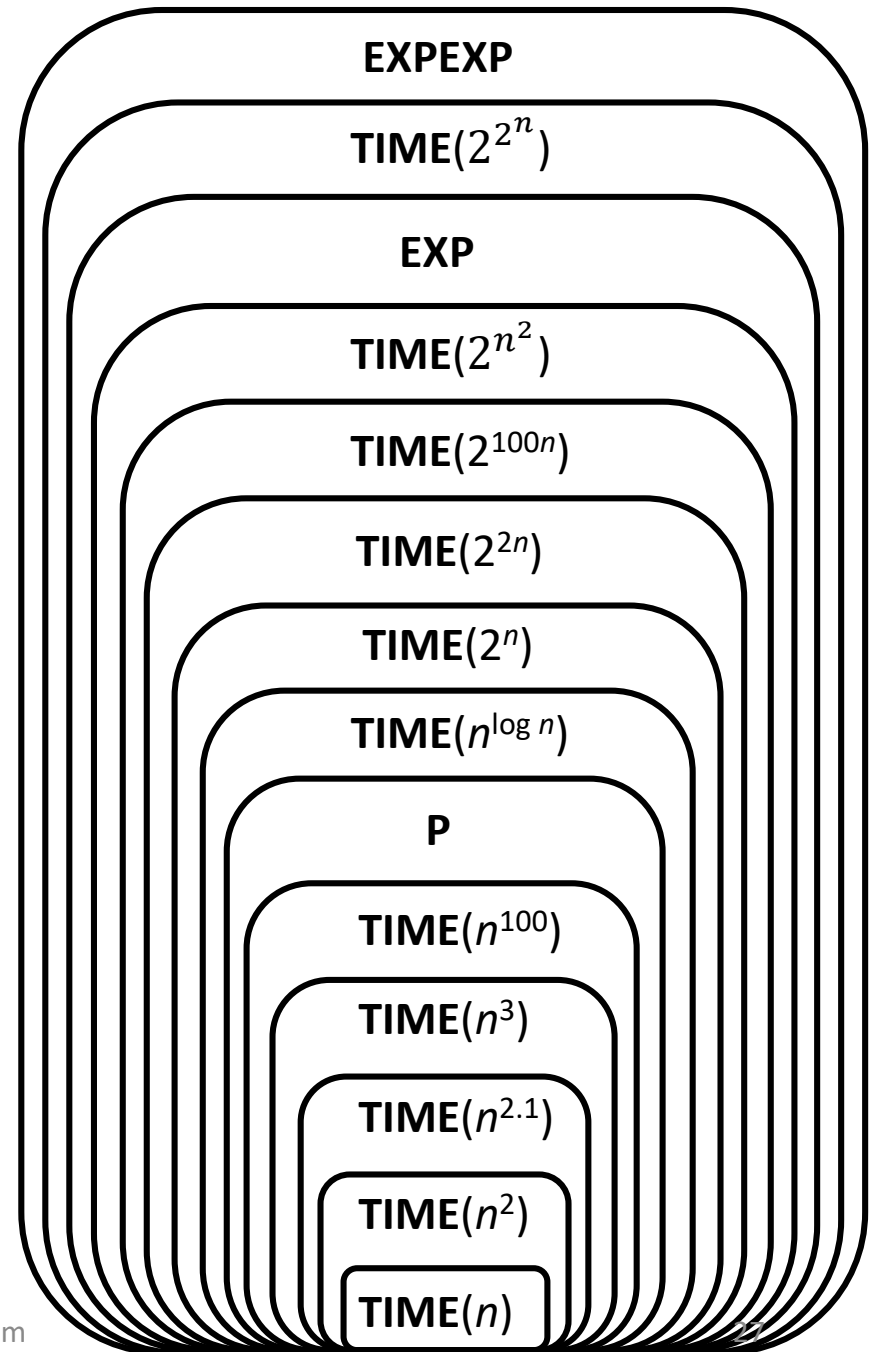 EXPEXP
TIME(2^{2^n})
EXP
TIME(2^{n^2})
TIME(2^{100n})
TIME(2^{2n})
TIME(2^n)
TIME(n^{log n})
P
TIME(n^{100})
TIME(n^3)
TIME(n^{2.1})
TIME(n^2)
TIME(n)
m 27